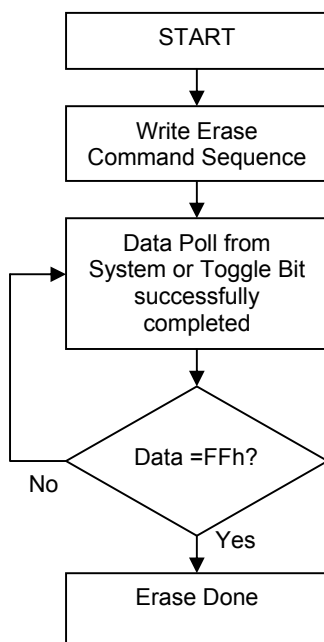 START
Write Erase
Command Sequence
Data Poll from
System or Toggle Bit
successfully
completed
Data =FFh?
No
Yes
Erase Done